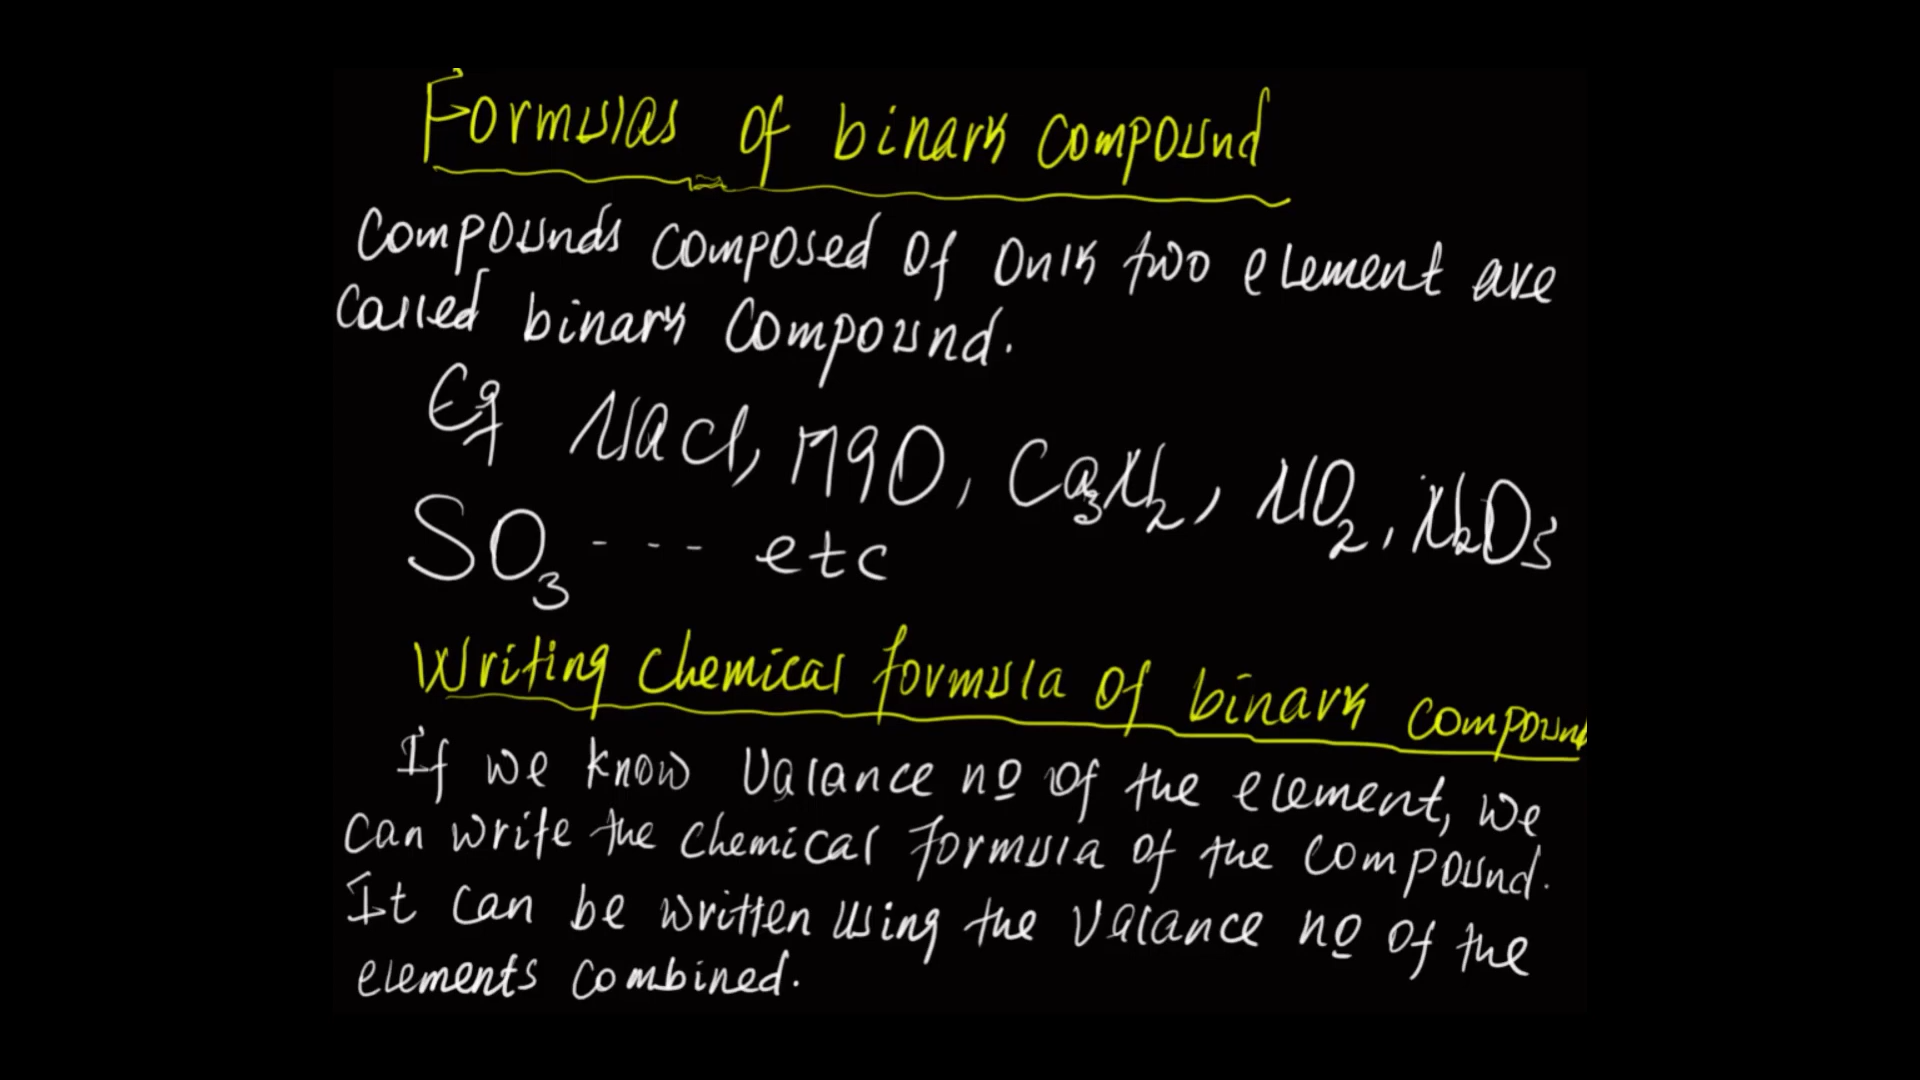 Formulas of binary compound
Compounds composed of only two element are
called binary compound.
Eg NaCl, MgO, Ca₃N₂, NO₂, N₂O₅
SO₃ --- etc
Writing chemical formula of binary compound
If we know Valance no of the element, we
can write the chemical formula of the compound.
It can be written using the Valance no of the
elements combined.